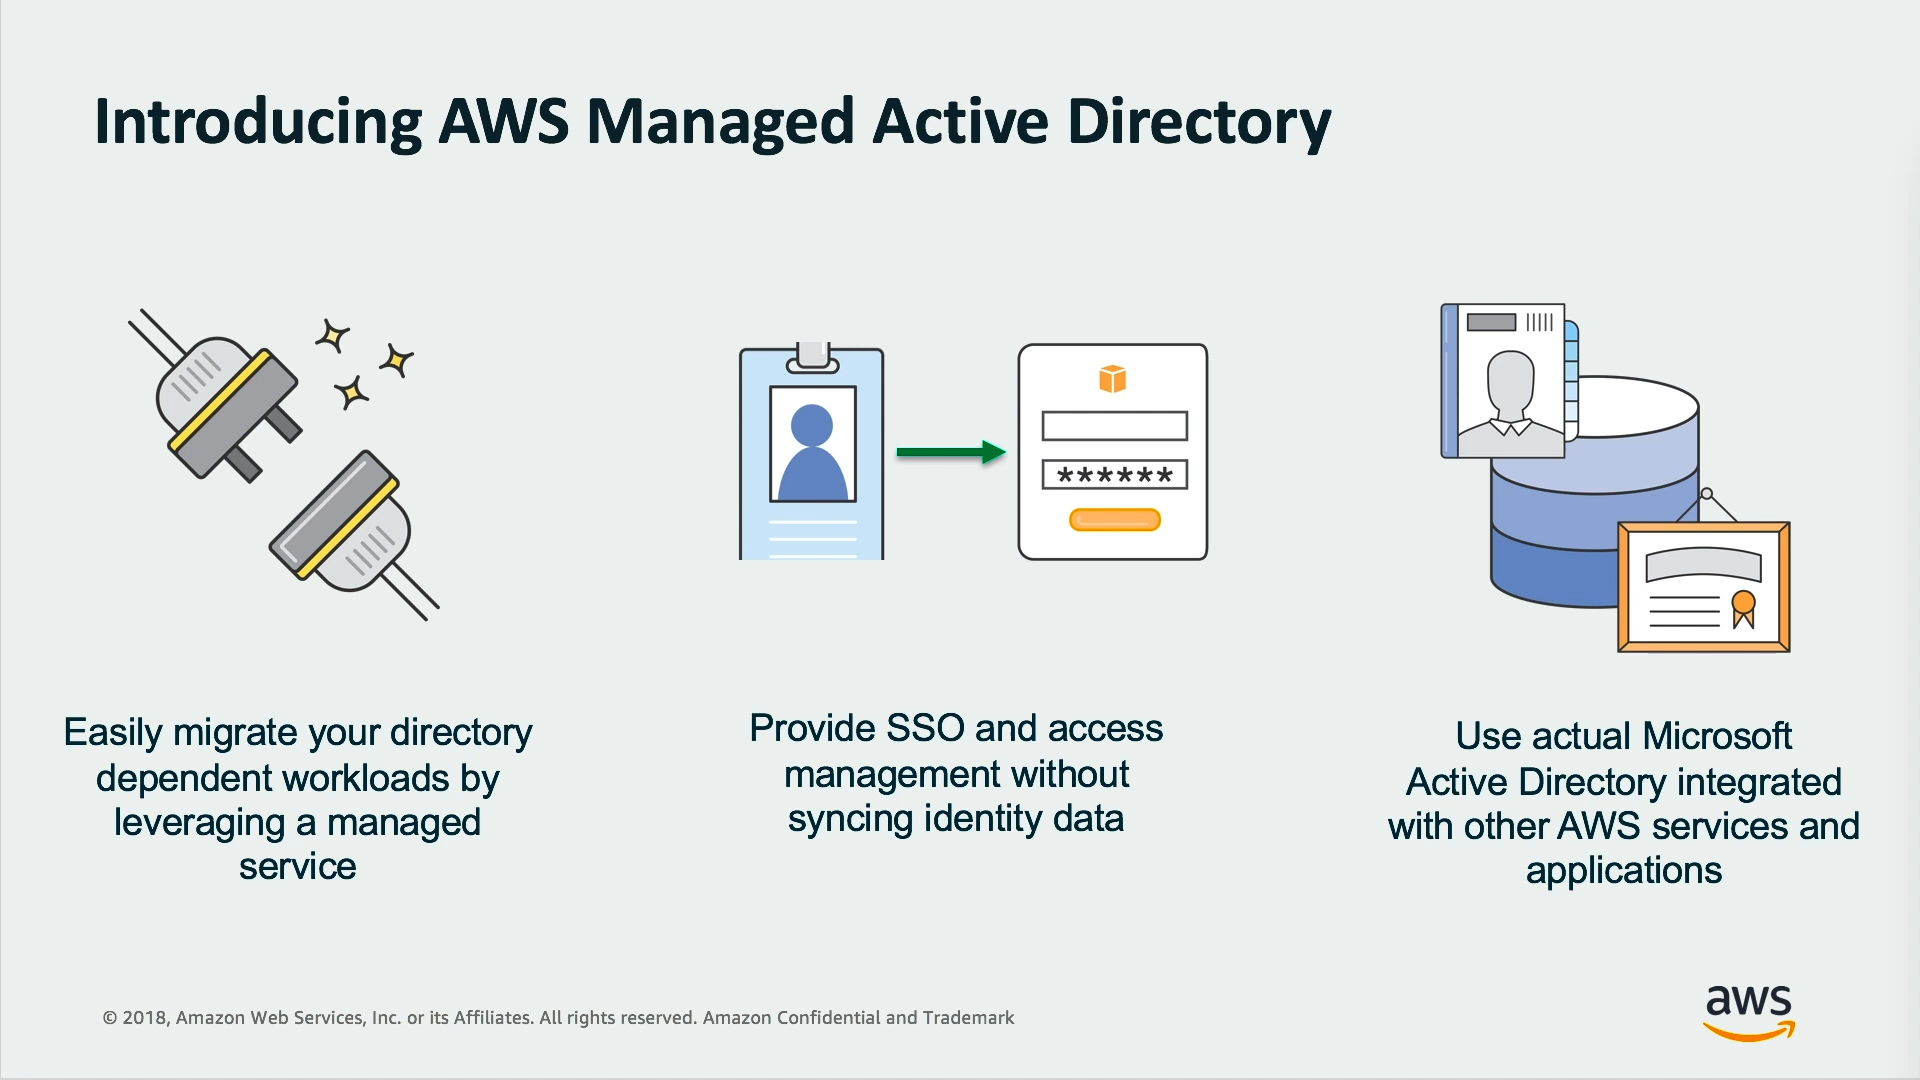 Introducing AWS Managed Active Directory
******
Easily migrate your directory
dependent workloads by
leveraging a managed
service
Provide SSO and access
management without
syncing identity data
Use actual Microsoft
Active Directory integrated
with other AWS services and
applications
© 2018, Amazon Web Services, Inc. or its Affiliates. All rights reserved. Amazon Confidential and Trademark
aws